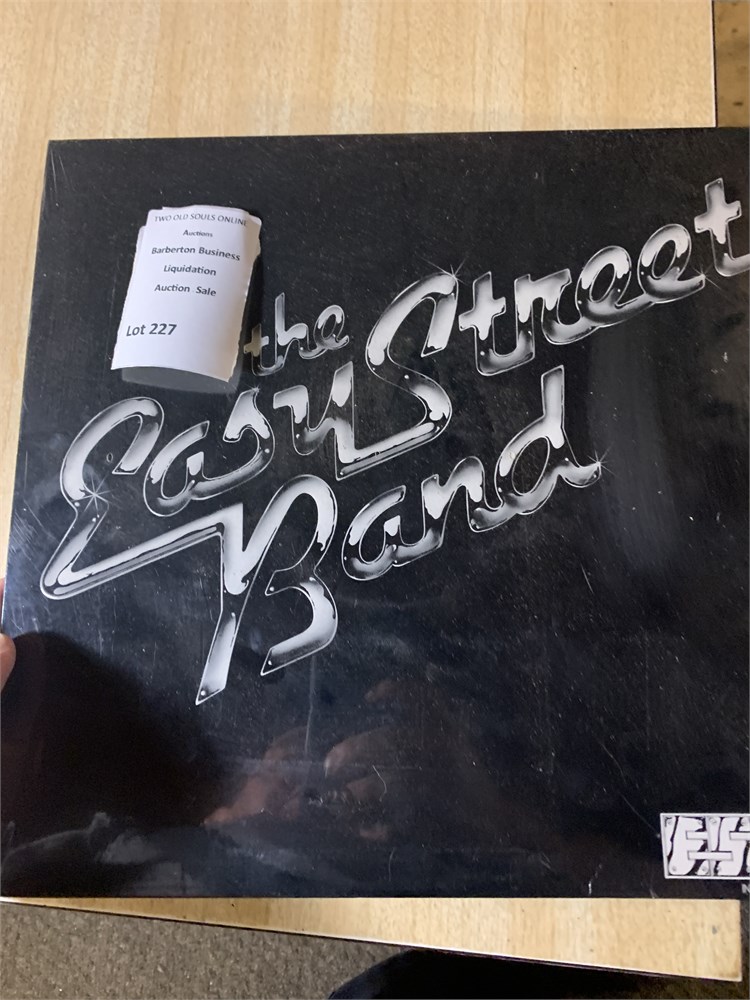 TWO OLD SOULS ONLINE
Auctions
Barberton Business
Liquidation
Auction Sale
Lot 227
the
Easy Street
Band